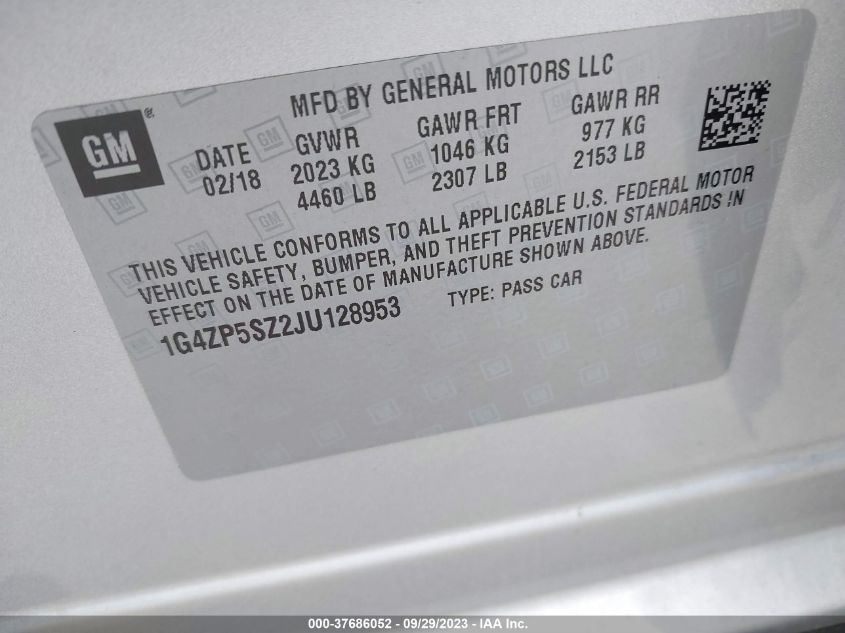 MFD BY GENERAL MOTORS LLC
GM®
DATE GVWR GAWR FRT GAWR RR
02/18 2023 KG 1046 KG 977 KG
4460 LB 2307 LB 2153 LB
THIS VEHICLE CONFORMS TO ALL APPLICABLE U.S. FEDERAL MOTOR
VEHICLE SAFETY, BUMPER, AND THEFT PREVENTION STANDARDS IN
EFFECT ON THE DATE OF MANUFACTURE SHOWN ABOVE.
1G4ZP5SZ2JU128953 TYPE: PASS CAR
000-37686052 - 09/29/2023 - IAA Inc.